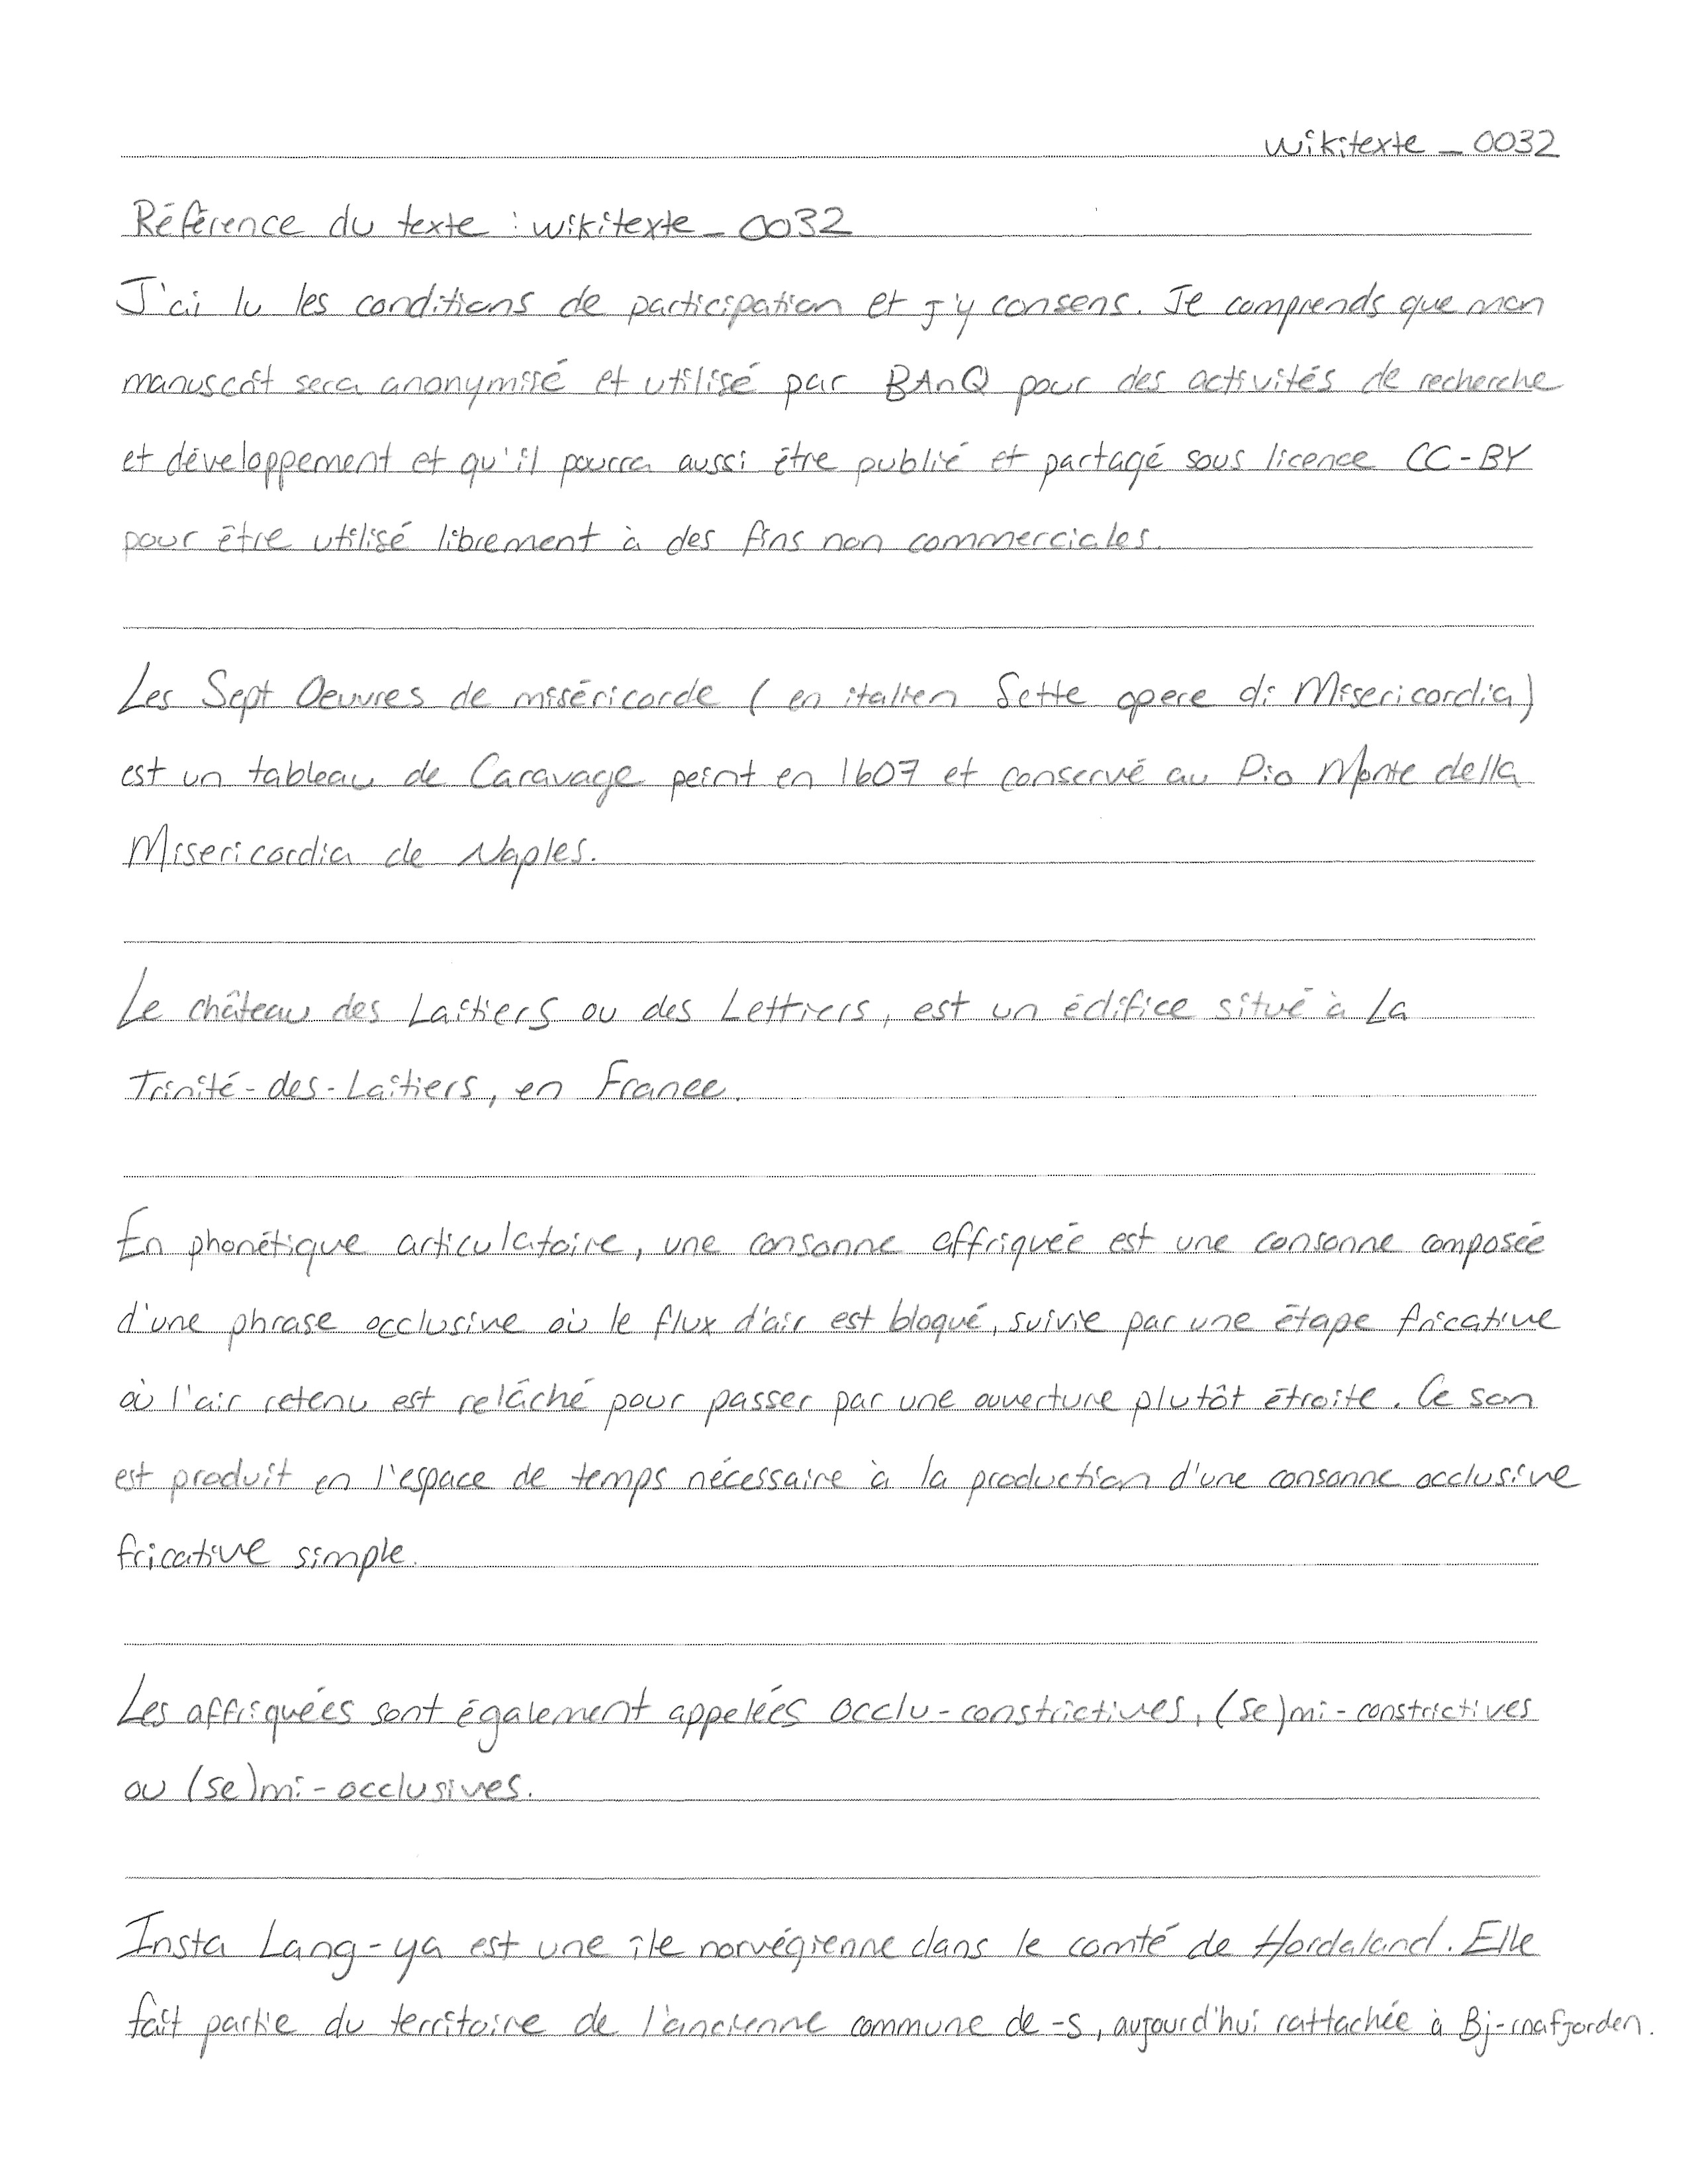 wikitexte_0032
Référence du texte : wikitexte_0032
J'ai lu les conditions de participation et j'y consens. Je comprends que mon
manuscrit sera anonymisé et utilisé par BAnQ pour des activités de recherche
et développement et qu'il pourra aussi être publié et partagé sous licence CC-BY
pour être utilisé librement à des fins non commerciales.
Les Sept Oeuvres de miséricorde (en italien Sette opere di Misericordia)
est un tableau de Caravage peint en 1607 et conservé au Pio Monte della
Misericordia de Naples.
Le château des Laitiers ou des Lettiers, est un édifice situé à La
Trinité-des-Laitiers, en France.
En phonétique articulatoire, une consonne affriquée est une consonne composée
d'une phrase occlusive où le flux d'air est bloqué, suivie par une étape fricative
où l'air retenu est relâché pour passer par une ouverture plutôt étroite. Ce son
est produit en l'espace de temps nécessaire à la production d'une consonne occlusive
fricative simple.
Les affriquées sont également appelées occlu-constrictives, (se)mi-constrictives
ou (se)mi-occlusives.
Insta Lang-ya est une île norvégienne dans le comté de Hordaland. Elle
fait partie du territoire de l'ancienne commune de -s, aujourd'hui rattachée à Bj-rnafjorden.